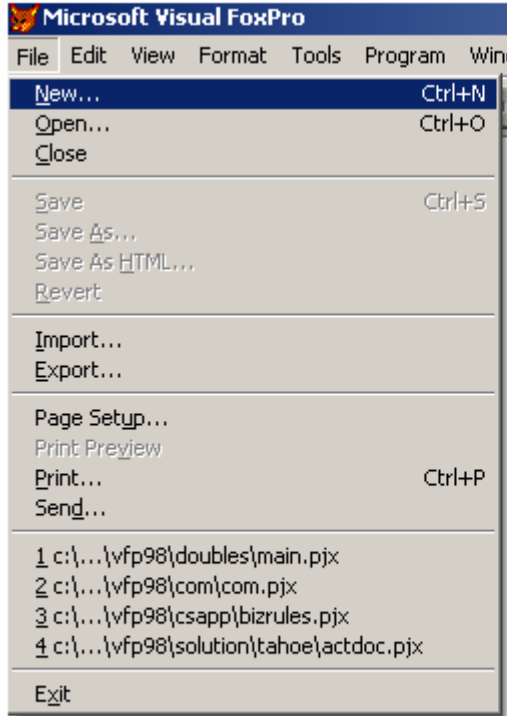 Microsoft Visual FoxPro
File Edit View Format Tools Program Win
New... Ctrl+N
Open... Ctrl+O
Close
Save Ctrl+S
Save As...
Save As HTML...
Revert
Import...
Export...
Page Setup...
Print Preview
Print... Ctrl+P
Send...
1 c:\...\vfp98\doubles\main.pjx
2 c:\...\vfp98\com\com.pjx
3 c:\...\vfp98\csapp\bizrules.pjx
4 c:\...\vfp98\solution\tahoe\actdoc.pjx
Exit